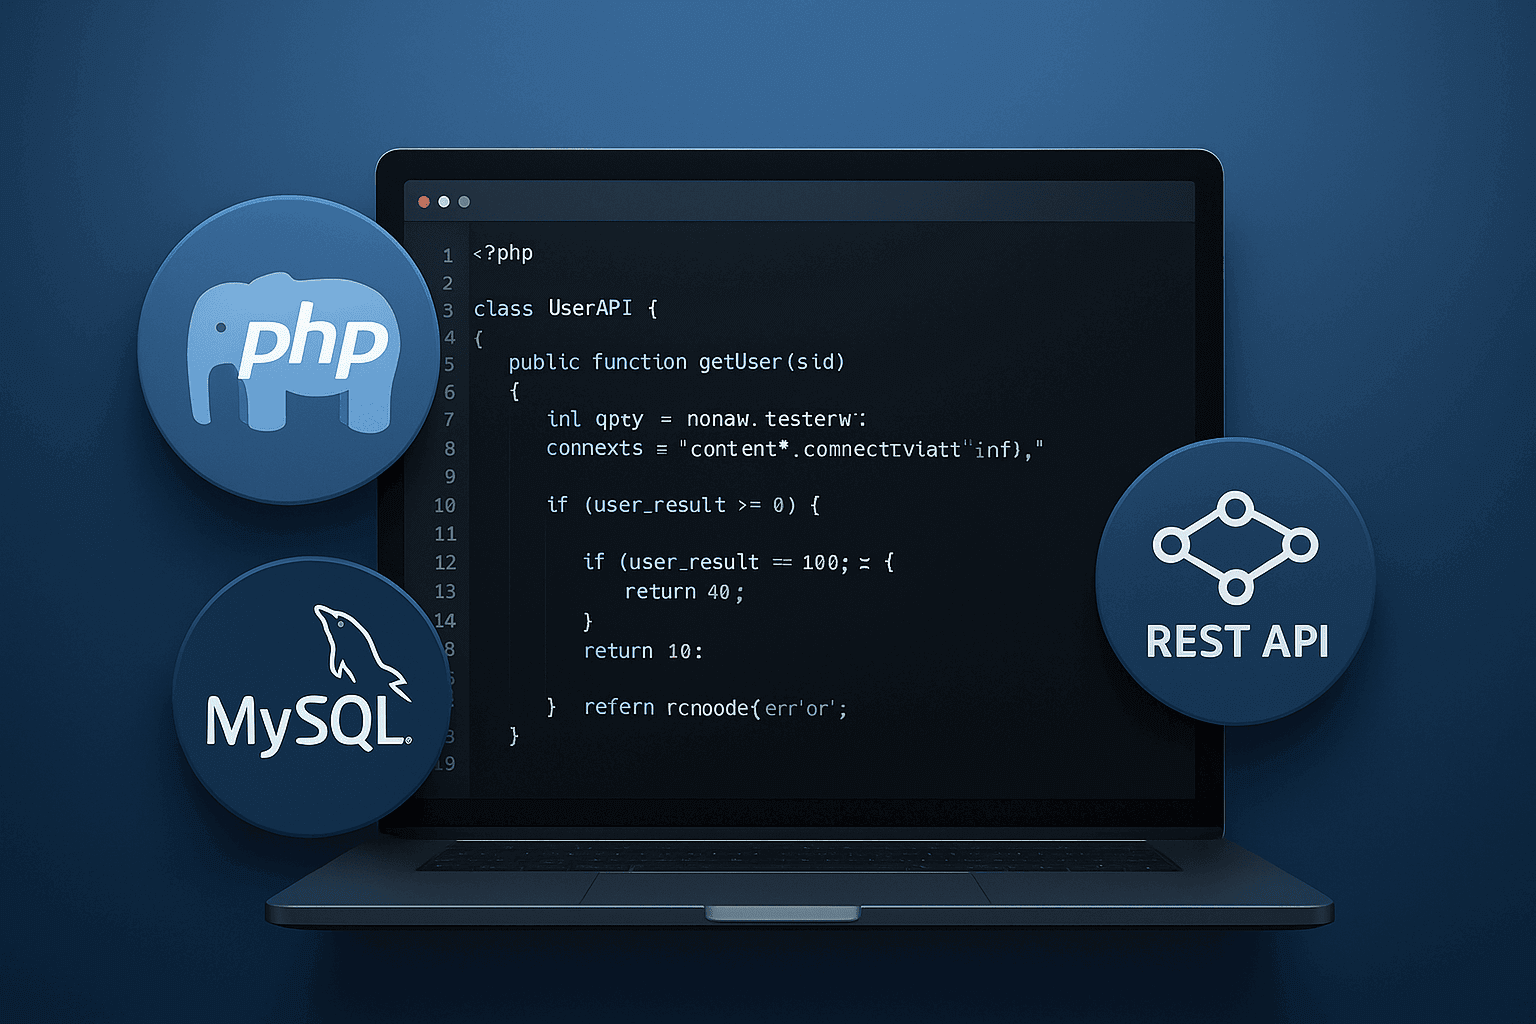 php
MySQL®
REST API
1 <?php
2
3 class UserAPI {
4 {
5 public function getUser(sid)
6 {
7 inl qpty = nonaw. testerw
8 connexts = "content*.connectrviatt"inf),"
9
10 if (user_result >= 0) {
11
12 if (user_result == 100; {
13 return 40;
14 }
8 return 10:
} refern rcnoode(err'or';
}
19